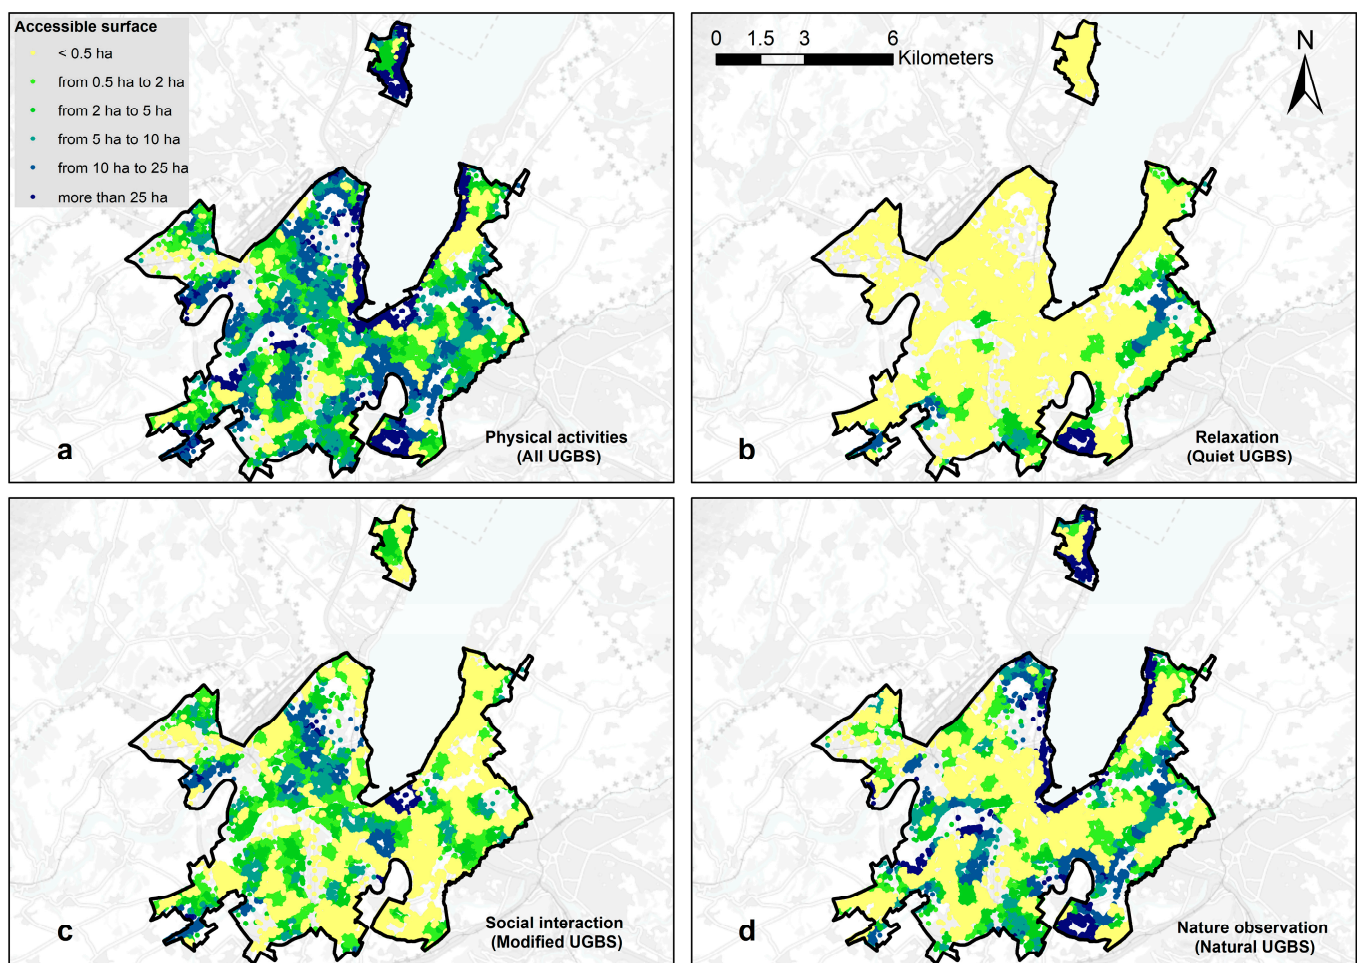 Accessible surface
< 0.5 ha
from 0.5 ha to 2 ha
from 2 ha to 5 ha
from 5 ha to 10 ha
from 10 ha to 25 ha
more than 25 ha
a
Physical activities
(All UGBS)
0 1.5 3 6
Kilometers
N
b
Relaxation
(Quiet UGBS)
c
Social interaction
(Modified UGBS)
d
Nature observation
(Natural UGBS)